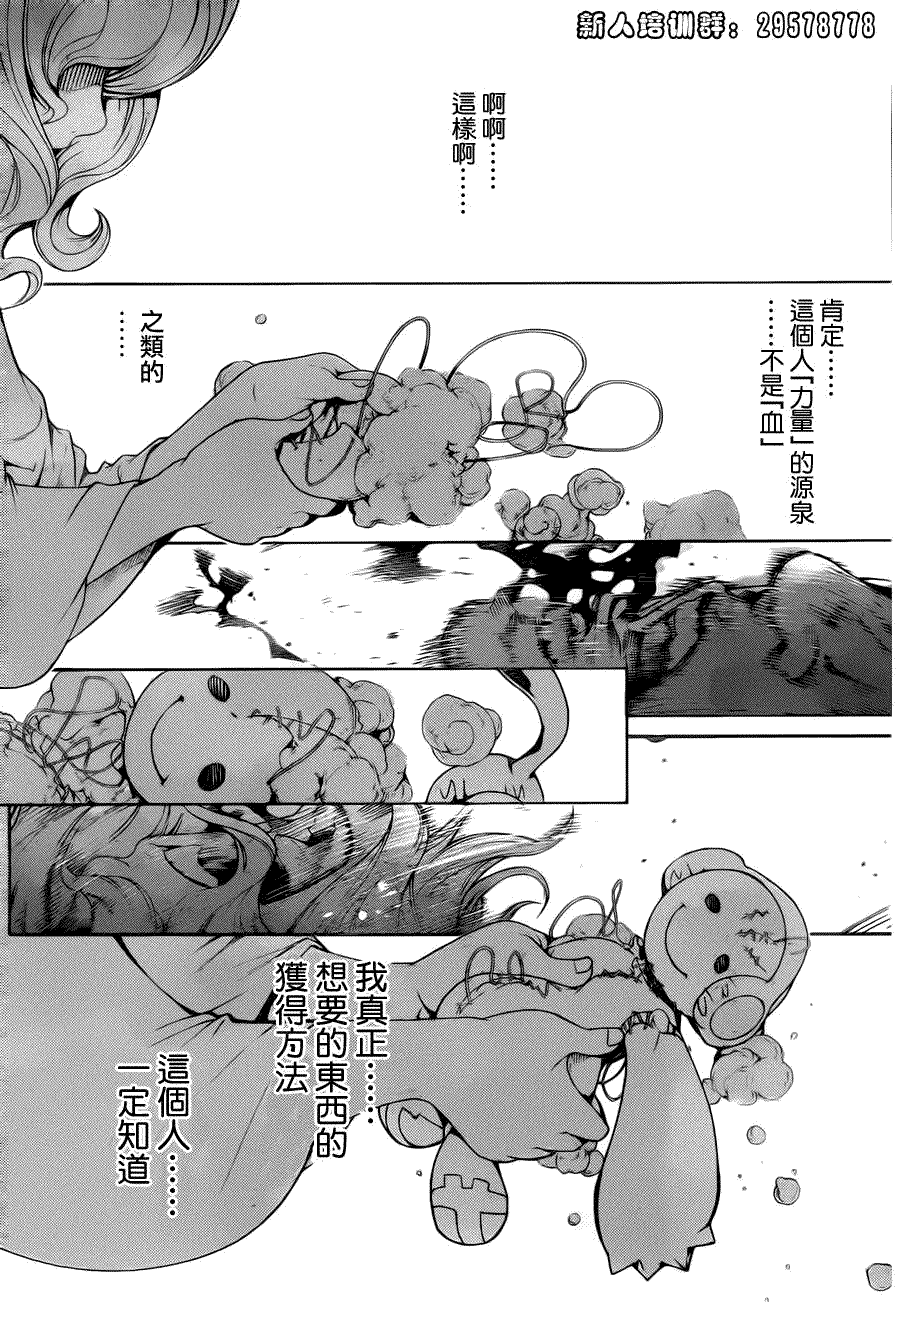 新人培训群：29578778
啊啊……
這樣啊……
肯定……
這個人「力量」的源泉
……不是「血」
之類的
……
我真正……
想要的東西的
獲得方法
這個人……
一定知道